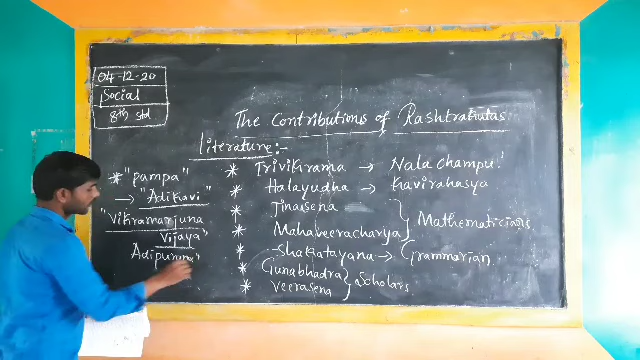 04-12-20
Social
8th std
The Contributions of Rashtrakutas
Literature:-
* "pampa"
→ "Adikavi"
"Vikramarjuna
Vijaya"
Adipurana"
* Trivikrama → Nala champu'
* Halayudha → Kavirahasya
* Jinasena
* Mahaveeracharya } Mathematicians
* Shakatayana → Grammarian
* Gunabhadra
* Veerasena } Scholars